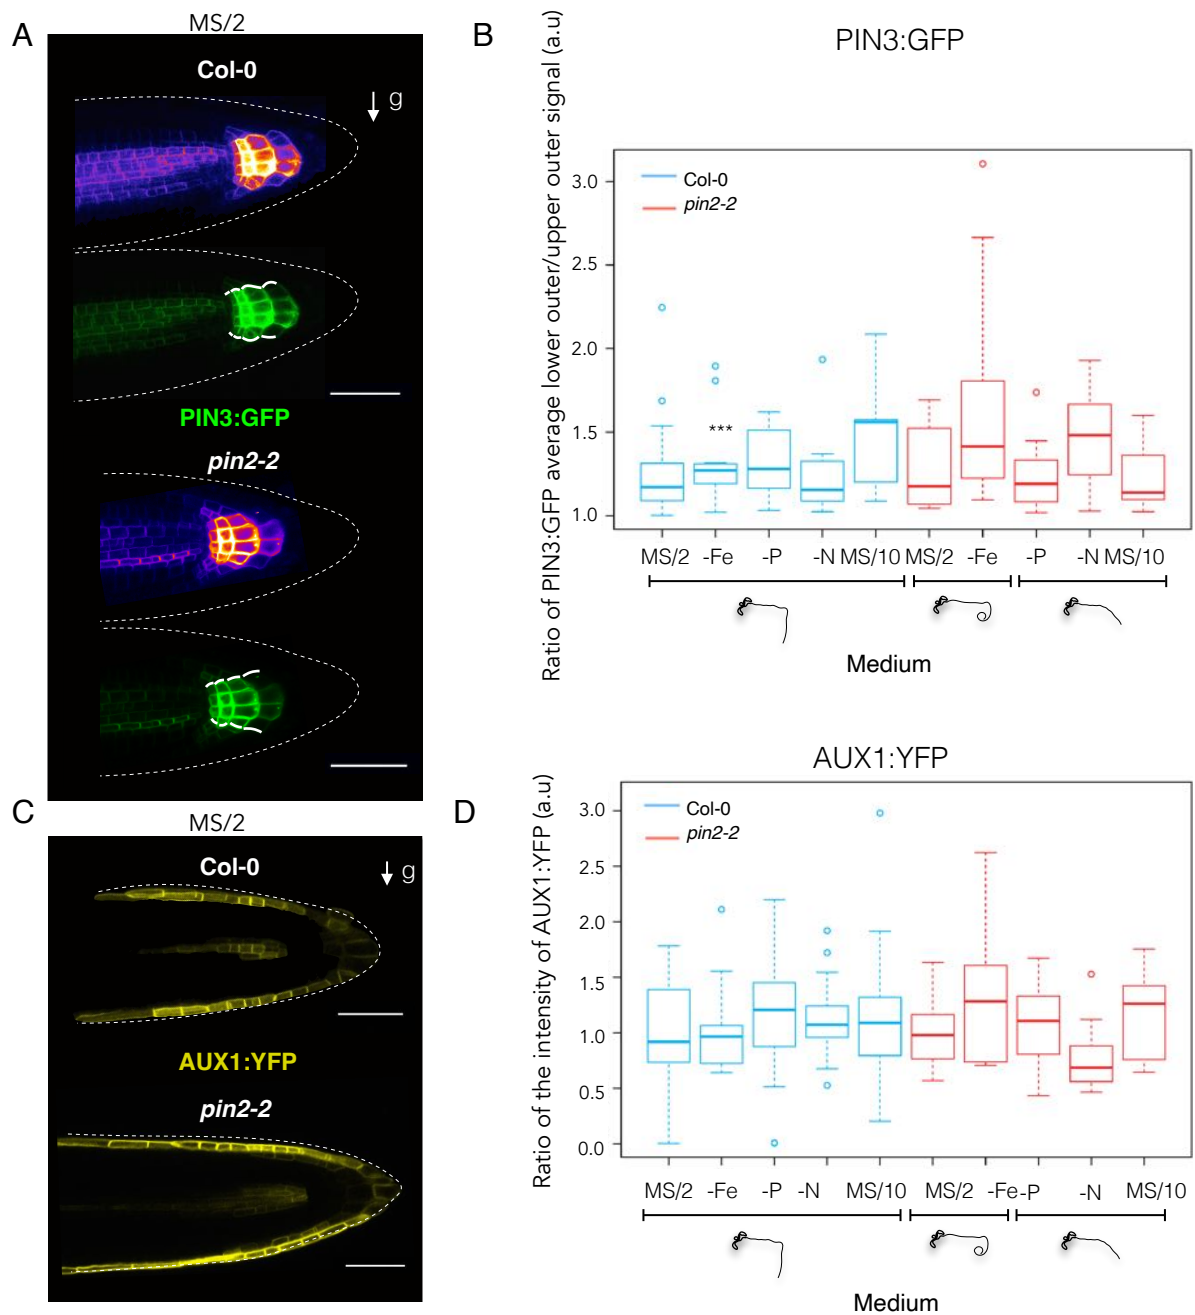 A
MS/2
Col-0
g
PIN3:GFP
pin2-2
B
PIN3:GFP
Ratio of PIN3:GFP average lower outer/upper outer signal (a.u)
3.0
2.5
2.0
1.5
1.0
Col-0
pin2-2
***
MS/2 -Fe -P -N MS/10 MS/2 -Fe -P -N MS/10
Medium
C
MS/2
Col-0
g
AUX1:YFP
pin2-2
D
AUX1:YFP
Ratio of the intensity of AUX1:YFP (a.u)
3.0
2.5
2.0
1.5
1.0
0.5
0.0
Col-0
pin2-2
MS/2 -Fe -P -N MS/10 MS/2 -Fe -P -N MS/10
Medium